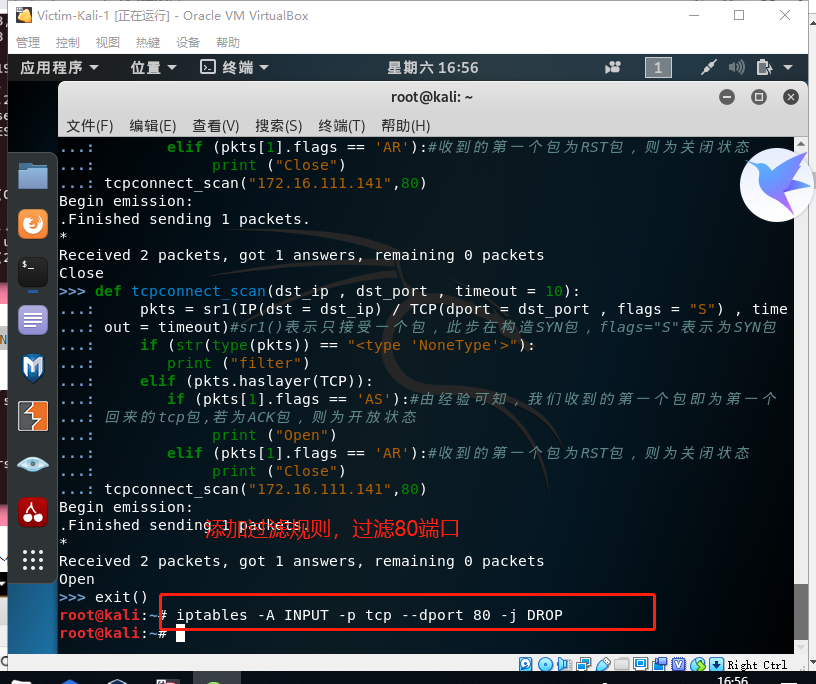 Victim-Kali-1 [正在运行] - Oracle VM VirtualBox
管理 控制 视图 热键 设备 帮助
应用程序 位置 终端 星期六 16:56 1
root@kali: ~
文件(F) 编辑(E) 查看(V) 搜索(S) 终端(T) 帮助(H)
...: elif (pkts[1].flags == 'AR'):#收到的第一个包为RST包，则为关闭状态
...: print ("Close")
...: tcpconnect_scan("172.16.111.141",80)
Begin emission:
.Finished sending 1 packets.
*
Received 2 packets, got 1 answers, remaining 0 packets
Close
>>> def tcpconnect_scan(dst_ip , dst_port , timeout = 10):
...: pkts = sr1(IP(dst = dst_ip) / TCP(dport = dst_port , flags = "S") , time
...: out = timeout)#sr1()表示只接受一个包，此步在构造SYN包，flags="S"表示为SYN包
...: if (str(type(pkts)) == "<type 'NoneType'>"):
...: print ("filter")
...: elif (pkts.haslayer(TCP)):
...: if (pkts[1].flags == 'AS'):#由经验可知，我们收到的第一个包即为第一个
...: 回来的tcp包,若为ACK包，则为开放状态
...: print ("Open")
...: elif (pkts[1].flags == 'AR'):#收到的第一个包为RST包，则为关闭状态
...: print ("Close")
...: tcpconnect_scan("172.16.111.141",80)
Begin emission:
.Finished sending 1 packets.
添加过滤规则，过滤80端口
*
Received 2 packets, got 1 answers, remaining 0 packets
Open
>>> exit()
root@kali:~# iptables -A INPUT -p tcp --dport 80 -j DROP
root@kali:~#
Right Ctrl
16:56